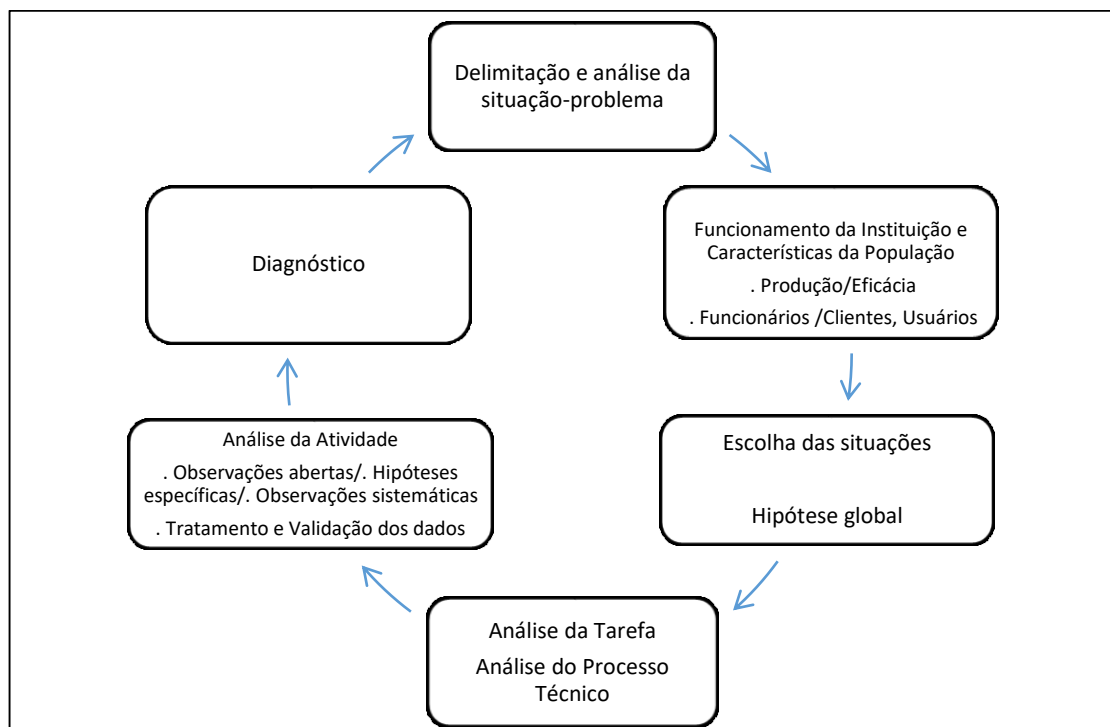 Delimitação e análise da
situação-problema
Funcionamento da Instituição e
Características da População
. Produção/Eficácia
. Funcionários /Clientes, Usuários
Escolha das situações
Hipótese global
Análise da Tarefa
Análise do Processo
Técnico
Análise da Atividade
. Observações abertas/. Hipóteses
específicas/. Observações sistemáticas
. Tratamento e Validação dos dados
Diagnóstico